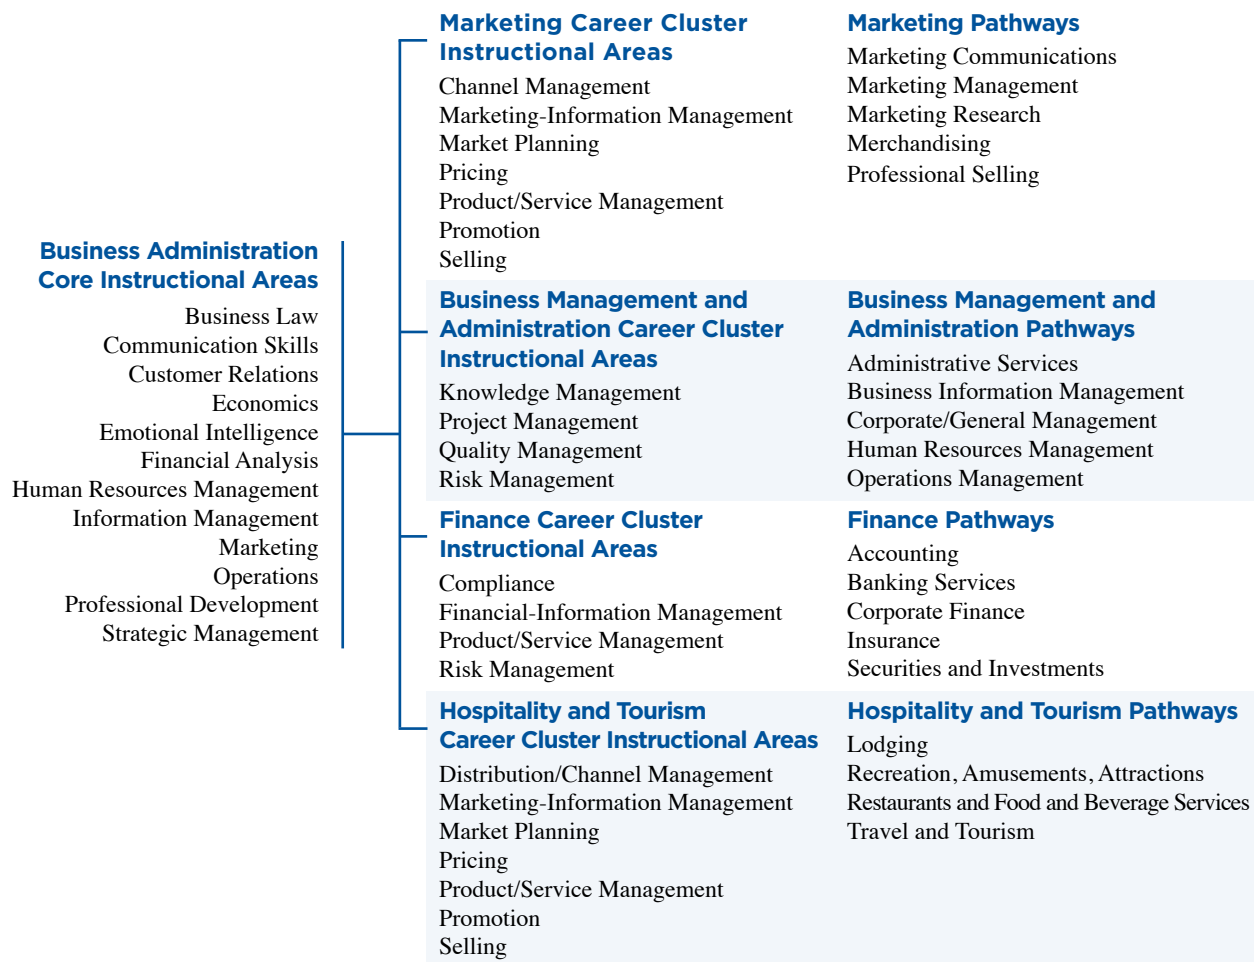 Business Administration
Core Instructional Areas
Business Law
Communication Skills
Customer Relations
Economics
Emotional Intelligence
Financial Analysis
Human Resources Management
Information Management
Marketing
Operations
Professional Development
Strategic Management
Marketing Career Cluster
Instructional Areas
Channel Management
Marketing-Information Management
Market Planning
Pricing
Product/Service Management
Promotion
Selling
Marketing Pathways
Marketing Communications
Marketing Management
Marketing Research
Merchandising
Professional Selling
Business Management and
Administration Career Cluster
Instructional Areas
Knowledge Management
Project Management
Quality Management
Risk Management
Business Management and
Administration Pathways
Administrative Services
Business Information Management
Corporate/General Management
Human Resources Management
Operations Management
Finance Career Cluster
Instructional Areas
Compliance
Financial-Information Management
Product/Service Management
Risk Management
Finance Pathways
Accounting
Banking Services
Corporate Finance
Insurance
Securities and Investments
Hospitality and Tourism
Career Cluster Instructional Areas
Distribution/Channel Management
Marketing-Information Management
Market Planning
Pricing
Product/Service Management
Promotion
Selling
Hospitality and Tourism Pathways
Lodging
Recreation, Amusements, Attractions
Restaurants and Food and Beverage Services
Travel and Tourism